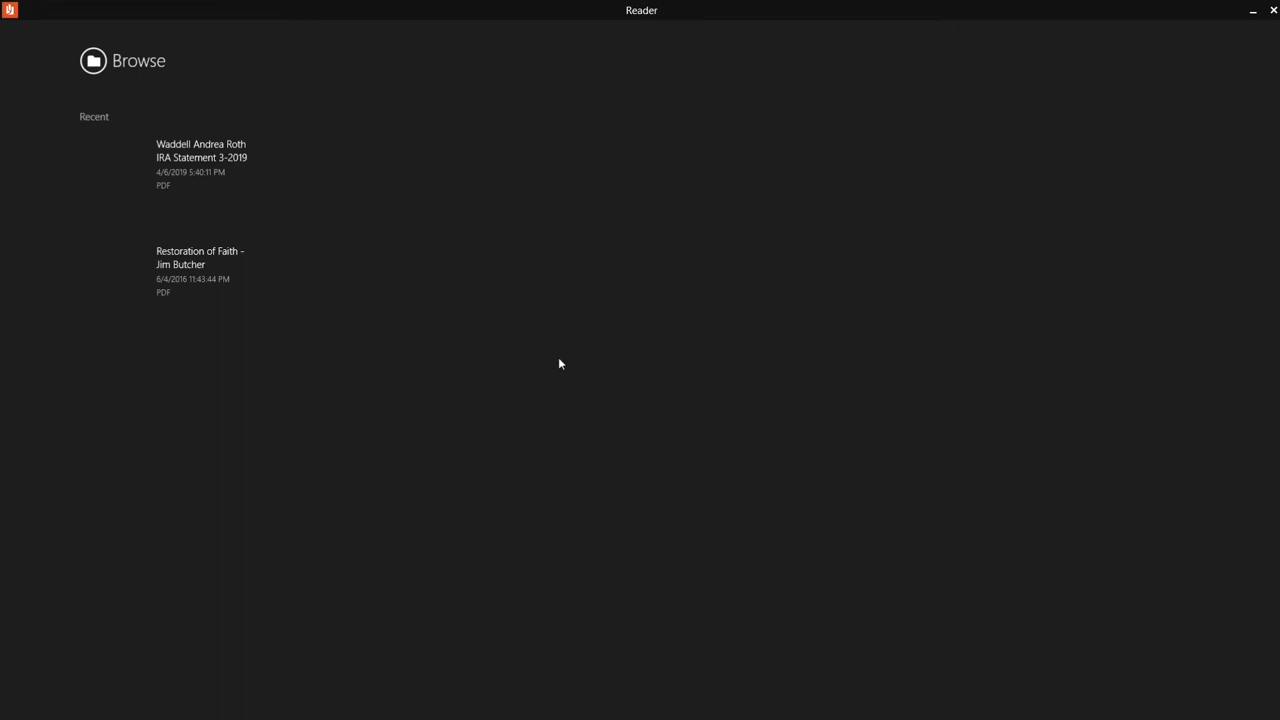 Reader
Browse
Recent
Waddell Andrea Roth
IRA Statement 3-2019
4/6/2019 5:40:11 PM
PDF
Restoration of Faith -
Jim Butcher
6/4/2016 11:43:44 PM
PDF